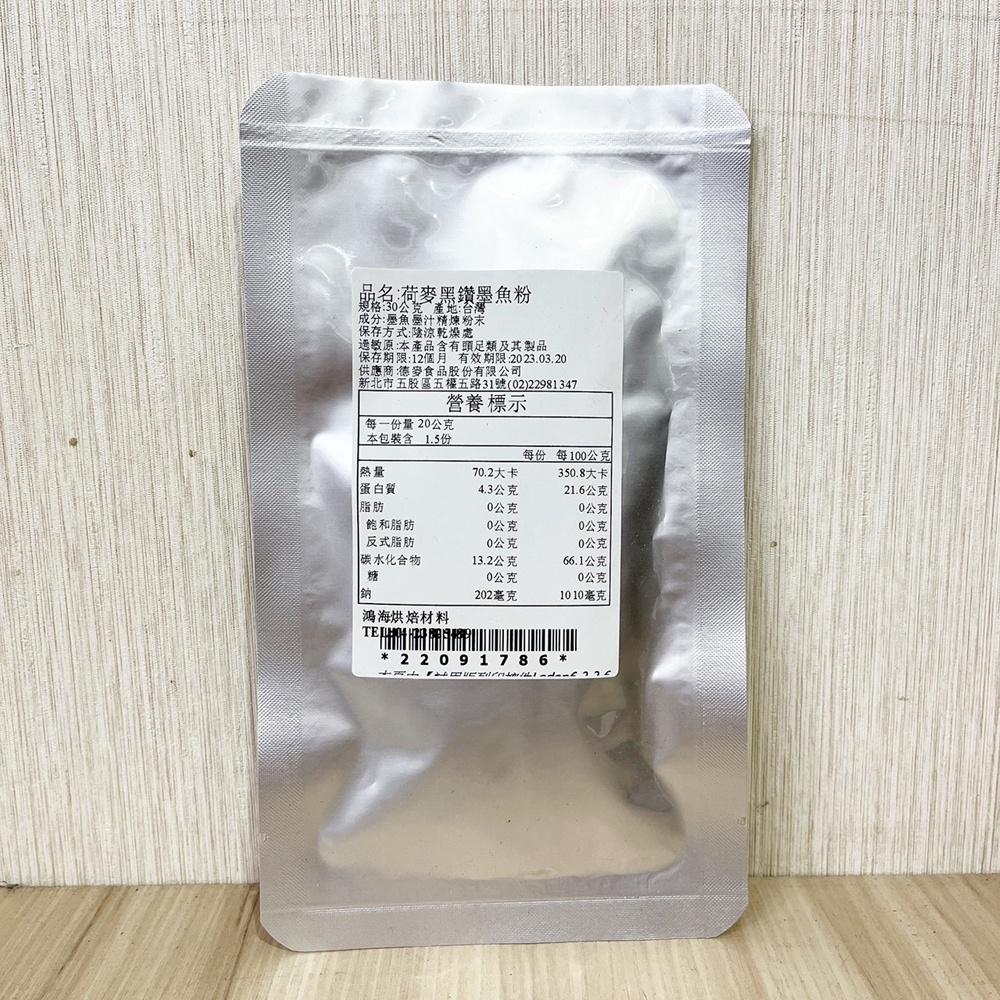 品名:荷麥黑鑽墨魚粉
規格:30公克 產地:台灣
成分:墨魚墨汁精煉粉末
保存方式:陰涼乾燥處
過敏原:本產品含有頭足類及其製品
保存期限:12個月 有效期限:2023.03.20
供應商:德麥食品股份有限公司
新北市五股區五權五路31號(02)22981347
營養標示
每一份量 20公克
本包裝含 1.5份
每份 每100公克
熱量 70.2大卡 350.8大卡
蛋白質 4.3公克 21.6公克
脂肪 0公克 0公克
飽和脂肪 0公克 0公克
反式脂肪 0公克 0公克
碳水化合物 13.2公克 66.1公克
糖 0公克 0公克
鈉 202毫克 1010毫克
鴻海烘焙材料
TEL
*22091786*